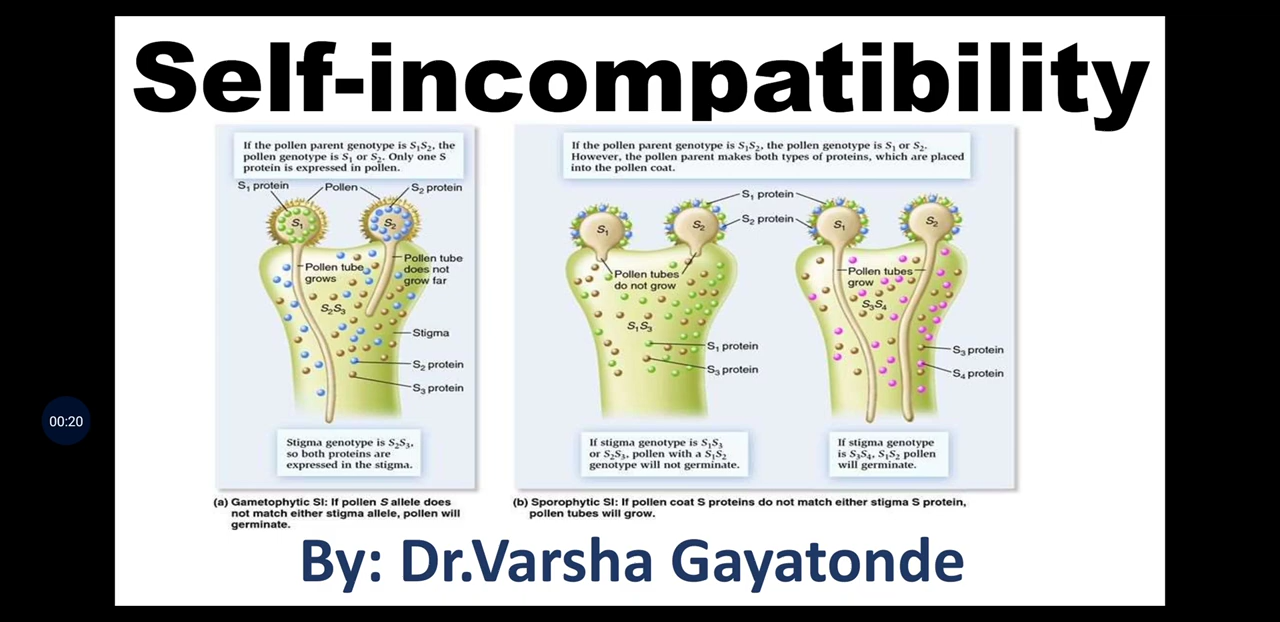 Self-incompatibility
If the pollen parent genotype is S₁S₂, the
pollen genotype is S₁ or S₂. Only one S
protein is expressed in pollen.
S₁ protein
Pollen
S₂ protein
S₁
S₂
Pollen tube
grows
Pollen tube
does not
grow far
S₂S₃
Stigma
S₂ protein
S₃ protein
Stigma genotype is S₂S₃,
so both proteins are
expressed in the stigma.
(a) Gametophytic SI: If pollen S allele does
not match either stigma allele, pollen will
germinate.
If the pollen parent genotype is S₁S₂, the pollen genotype is S₁ or S₂.
However, the pollen parent makes both types of proteins, which are placed
into the pollen coat.
S₁ protein
S₂ protein
S₁
S₂
S₁
S₂
Pollen tubes
do not grow
S₁S₃
S₁ protein
S₃ protein
Pollen tubes
grow
S₃S₄
S₃ protein
S₄ protein
If stigma genotype is S₁S₃
or S₂S₃, pollen with a S₁S₂
genotype will not germinate.
If stigma genotype
is S₃S₄, S₁S₂ pollen
will germinate.
(b) Sporophytic SI: If pollen coat S proteins do not match either stigma S protein,
pollen tubes will grow.
00:20
By: Dr.Varsha Gayatonde